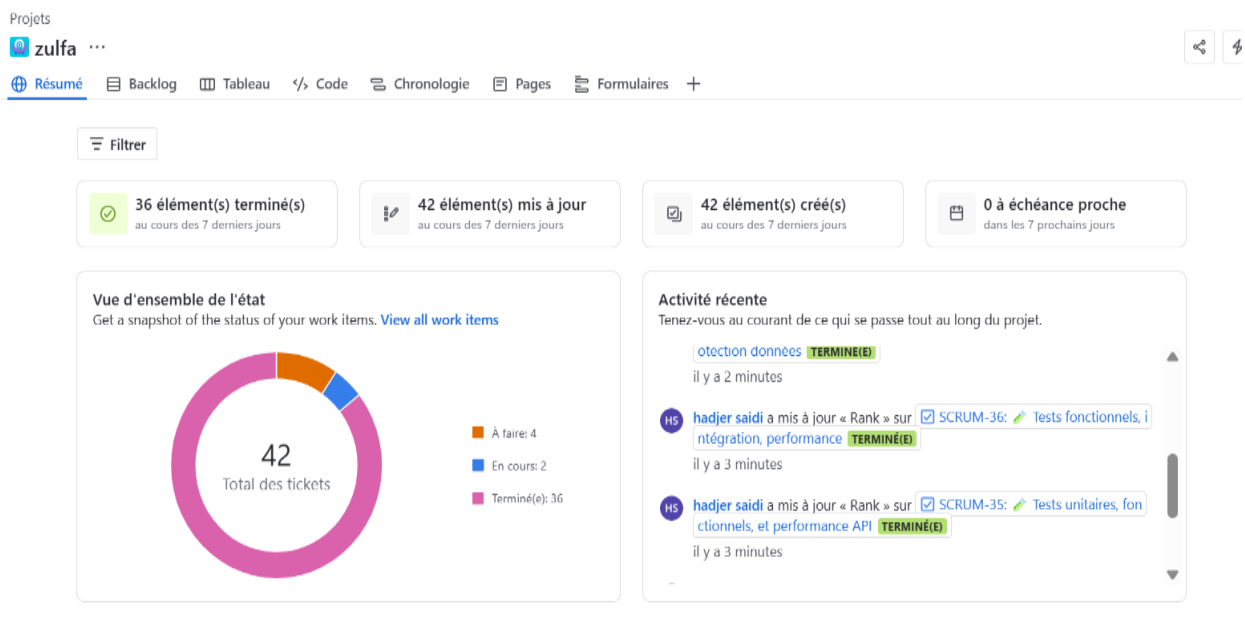 Projets
zulfa ...
Résumé Backlog Tableau Code Chronologie Pages Formulaires
Filtrer
36 élément(s) terminé(s)
au cours des 7 derniers jours
42 élément(s) mis à jour
au cours des 7 derniers jours
42 élément(s) créé(s)
au cours des 7 derniers jours
0 à échéance proche
dans les 7 prochains jours
Vue d'ensemble de l'état
Get a snapshot of the status of your work items. View all work items
42
Total des tickets
À faire: 4
En cours: 2
Terminé(e): 36
Activité récente
Tenez-vous au courant de ce qui se passe tout au long du projet.
otection données TERMINÉ(E)
il y a 2 minutes
HS
hadjer saidi a mis à jour « Rank » sur SCRUM-36: Tests fonctionnels, i
ntégration, performance TERMINÉ(E)
il y a 3 minutes
HS
hadjer saidi a mis à jour « Rank » sur SCRUM-35: Tests unitaires, fon
ctionnels, et performance API TERMINÉ(E)
il y a 3 minutes